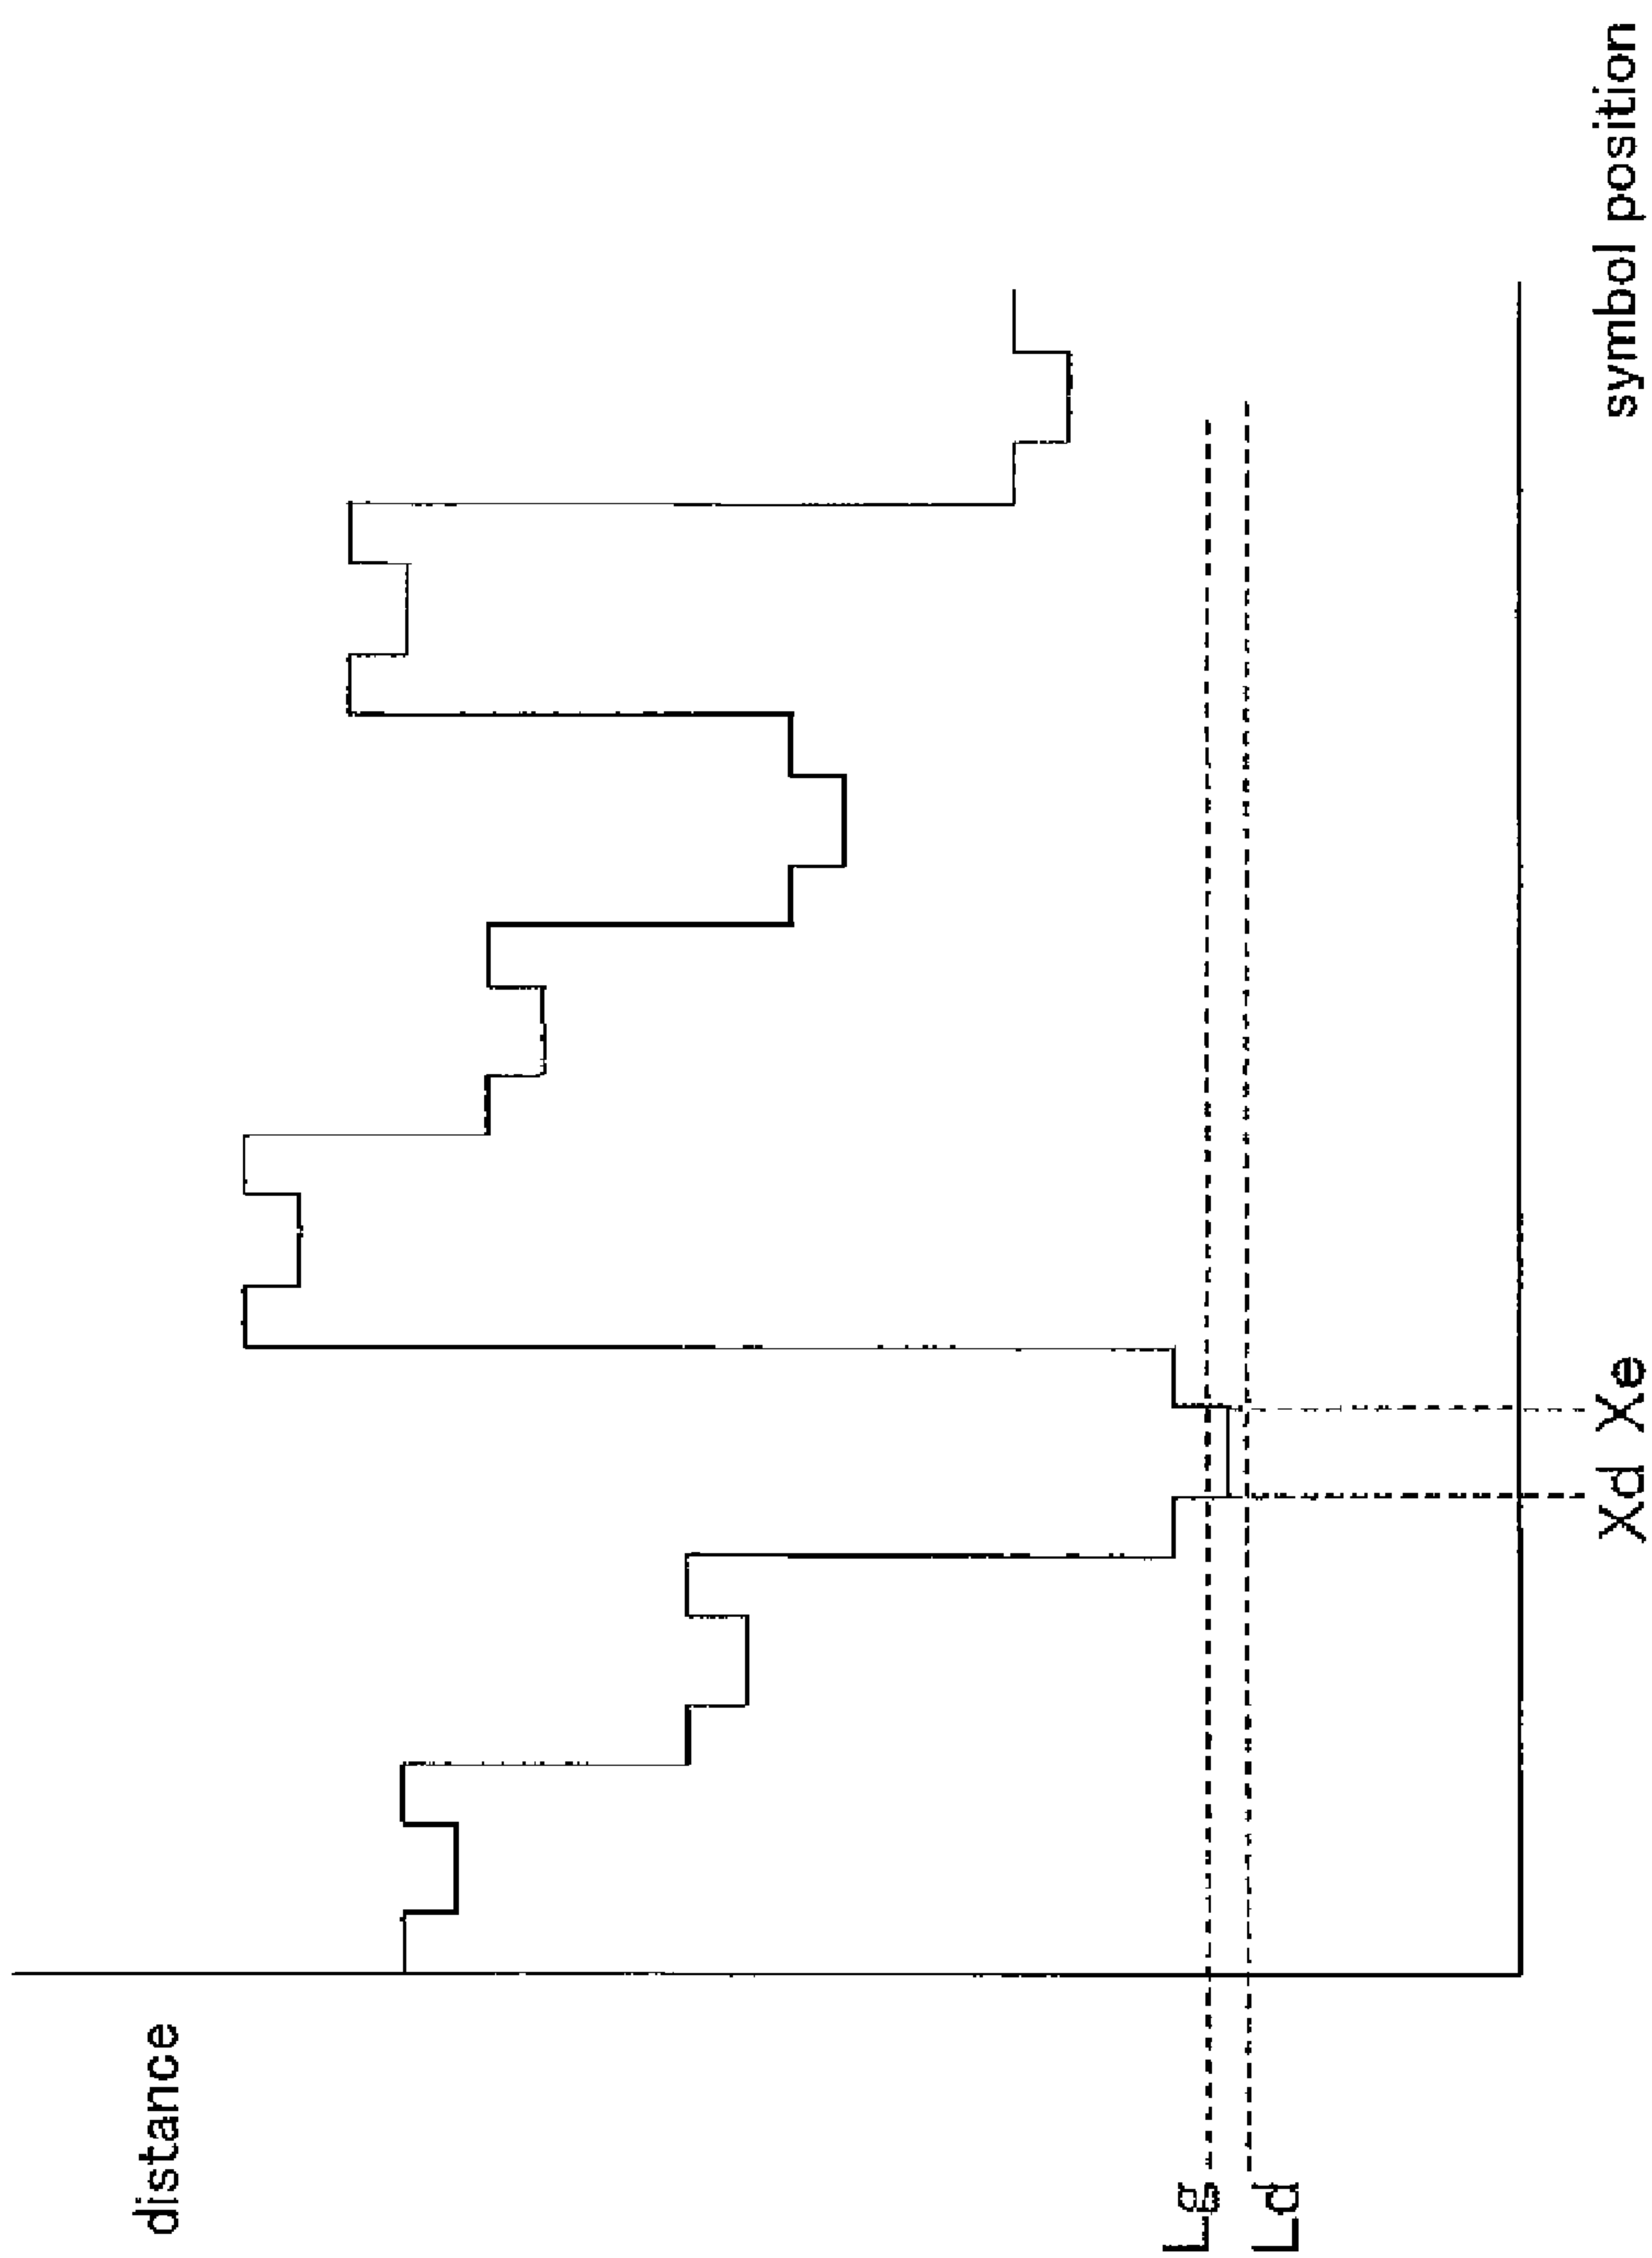 distance
Lg
Ld
Xd Xe
symbol position